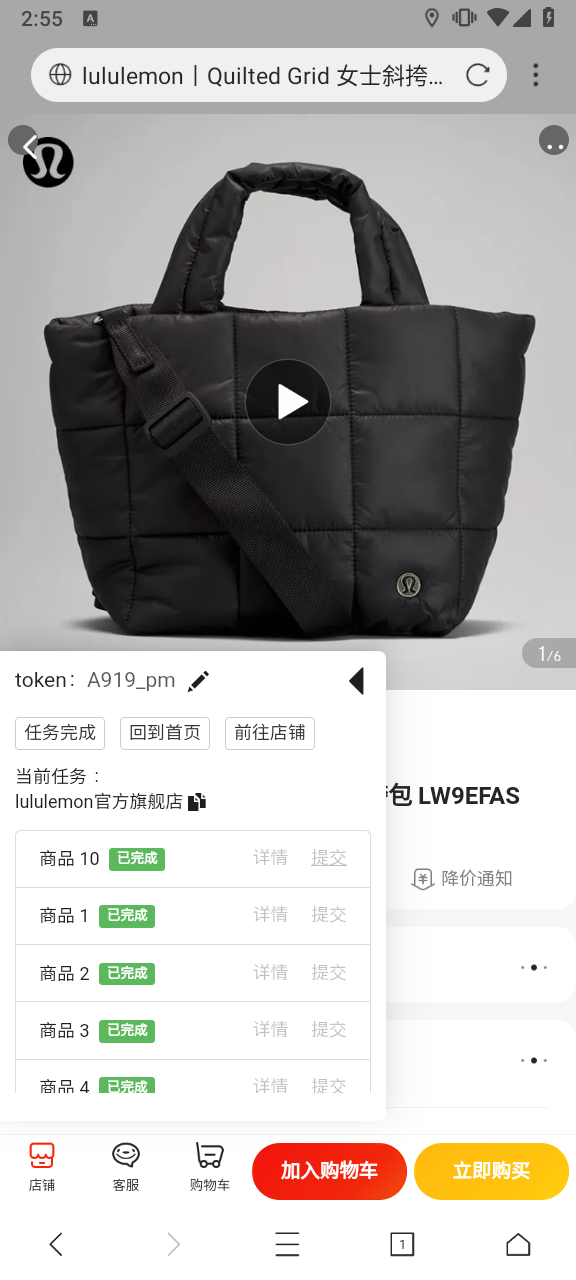 2:55
A
lululemon | Quilted Grid 女士斜挎...
1/6
token: A919_pm
任务完成
回到首页
前往店铺
当前任务：
lululemon官方旗舰店
包 LW9EFAS
商品 10 已完成 详情 提交
降价通知
商品 1 已完成 详情 提交
商品 2 已完成 详情 提交
商品 3 已完成 详情 提交
商品 4 已完成 详情 提交
店铺
客服
购物车
加入购物车
立即购买
1